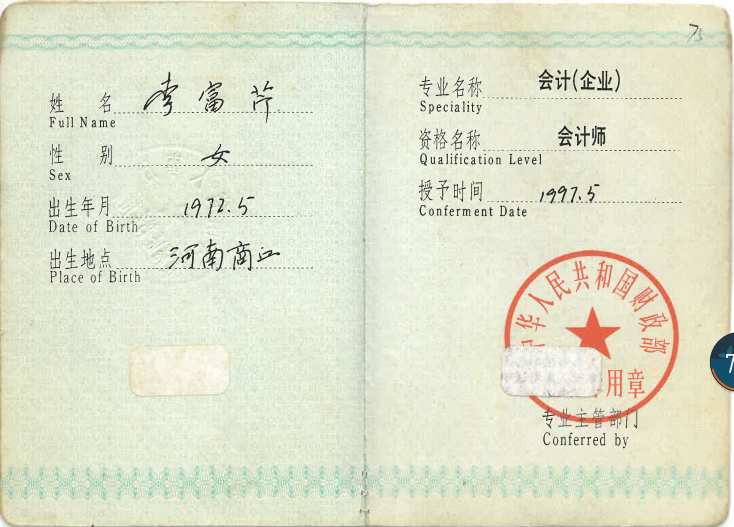 姓 名 李富芹
Full Name
性 别 女
Sex
出生年月 1972.5
Date of Birth
出生地点 河南商江
Place of Birth
专业名称 会计(企业)
Speciality
资格名称 会计师
Qualification Level
授予时间 1997.5
Conferment Date
中华人民共和国财政部
用章
专业主管部门
Conferred by
7